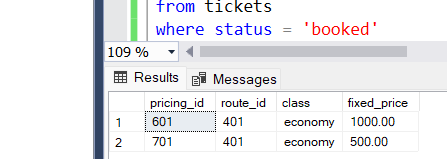 from tickets
where status = 'booked'
109 %
Results Messages
pricing_id route_id class fixed_price
1 601 401 economy 1000.00
2 701 401 economy 500.00